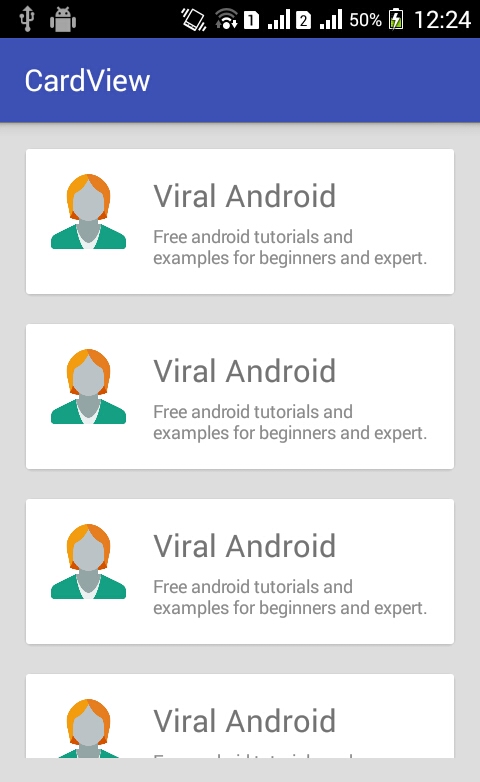 1 2 50% 12:24
CardView
Viral Android
Free android tutorials and
examples for beginners and expert.
Viral Android
Free android tutorials and
examples for beginners and expert.
Viral Android
Free android tutorials and
examples for beginners and expert.
Viral Android